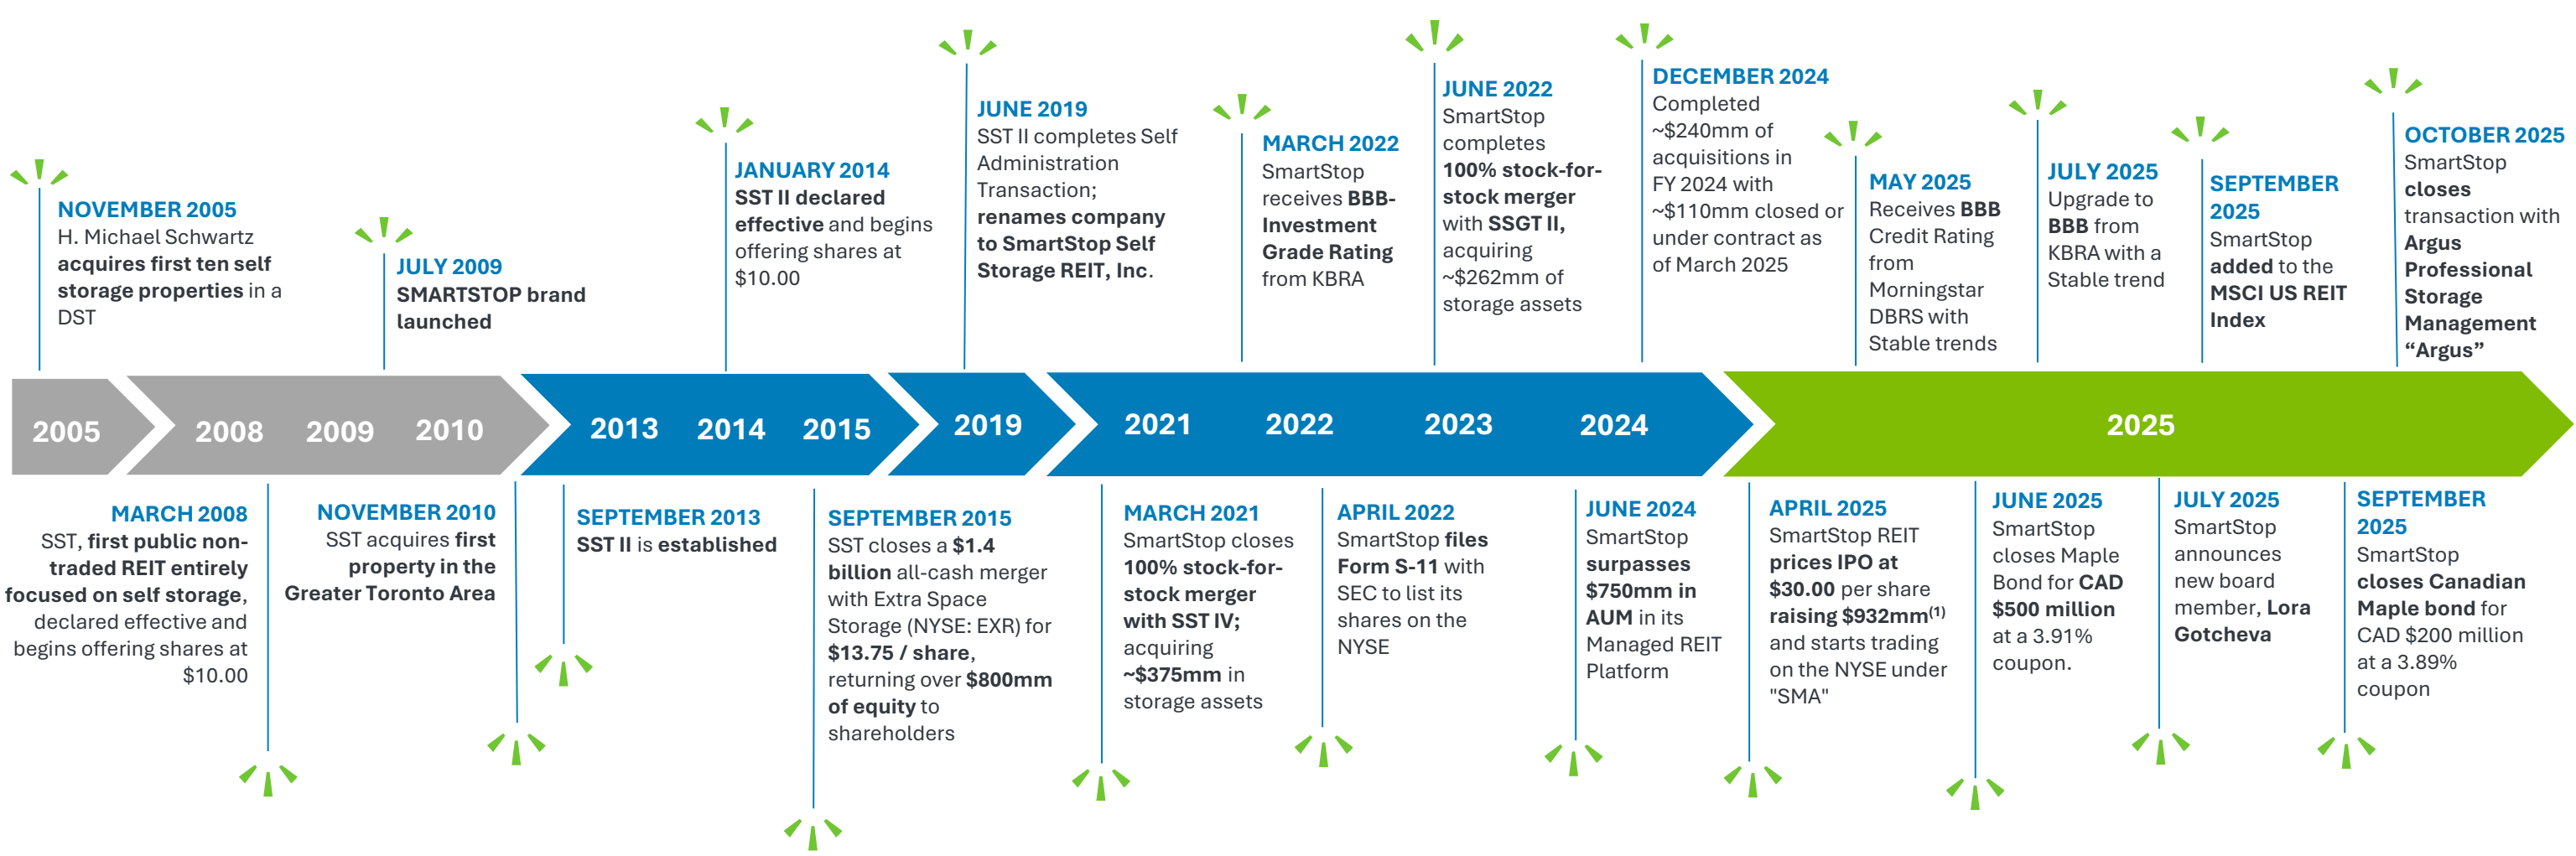 NOVEMBER 2005
H. Michael Schwartz
acquires first ten self
storage properties in a
DST
JULY 2009
SMARTSTOP brand
launched
JANUARY 2014
SST II declared
effective and begins
offering shares at
$10.00
JUNE 2019
SST II completes Self
Administration
Transaction;
renames company
to SmartStop Self
Storage REIT, Inc.
MARCH 2022
SmartStop
receives BBB-
Investment
Grade Rating
from KBRA
JUNE 2022
SmartStop
completes
100% stock-for-
stock merger
with SSGT II,
acquiring
~$262mm of
storage assets
DECEMBER 2024
Completed
~$240mm of
acquisitions in
FY 2024 with
~$110mm closed or
under contract as
of March 2025
MAY 2025
Receives BBB
Credit Rating
from
Morningstar
DBRS with
Stable trends
JULY 2025
Upgrade to
BBB from
KBRA with a
Stable trend
SEPTEMBER
2025
SmartStop
added to the
MSCI US REIT
Index
OCTOBER 2025
SmartStop
closes
transaction with
Argus
Professional
Storage
Management
“Argus”
2005 2008 2009 2010 2013 2014 2015 2019 2021 2022 2023 2024 2025
MARCH 2008
SST, first public non-
traded REIT entirely
focused on self storage,
declared effective and
begins offering shares at
$10.00
NOVEMBER 2010
SST acquires first
property in the
Greater Toronto Area
SEPTEMBER 2013
SST II is established
SEPTEMBER 2015
SST closes a $1.4
billion all-cash merger
with Extra Space
Storage (NYSE: EXR) for
$13.75 / share,
returning over $800mm
of equity to
shareholders
MARCH 2021
SmartStop closes
100% stock-for-
stock merger
with SST IV;
acquiring
~$375mm in
storage assets
APRIL 2022
SmartStop files
Form S-11 with
SEC to list its
shares on the
NYSE
JUNE 2024
SmartStop
surpasses
$750mm in
AUM in its
Managed REIT
Platform
APRIL 2025
SmartStop REIT
prices IPO at
$30.00 per share
raising $932mm(1)
and starts trading
on the NYSE under
"SMA"
JUNE 2025
SmartStop
closes Maple
Bond for CAD
$500 million
at a 3.91%
coupon.
JULY 2025
SmartStop
announces
new board
member, Lora
Gotcheva
SEPTEMBER
2025
SmartStop
closes Canadian
Maple bond for
CAD $200 million
at a 3.89%
coupon